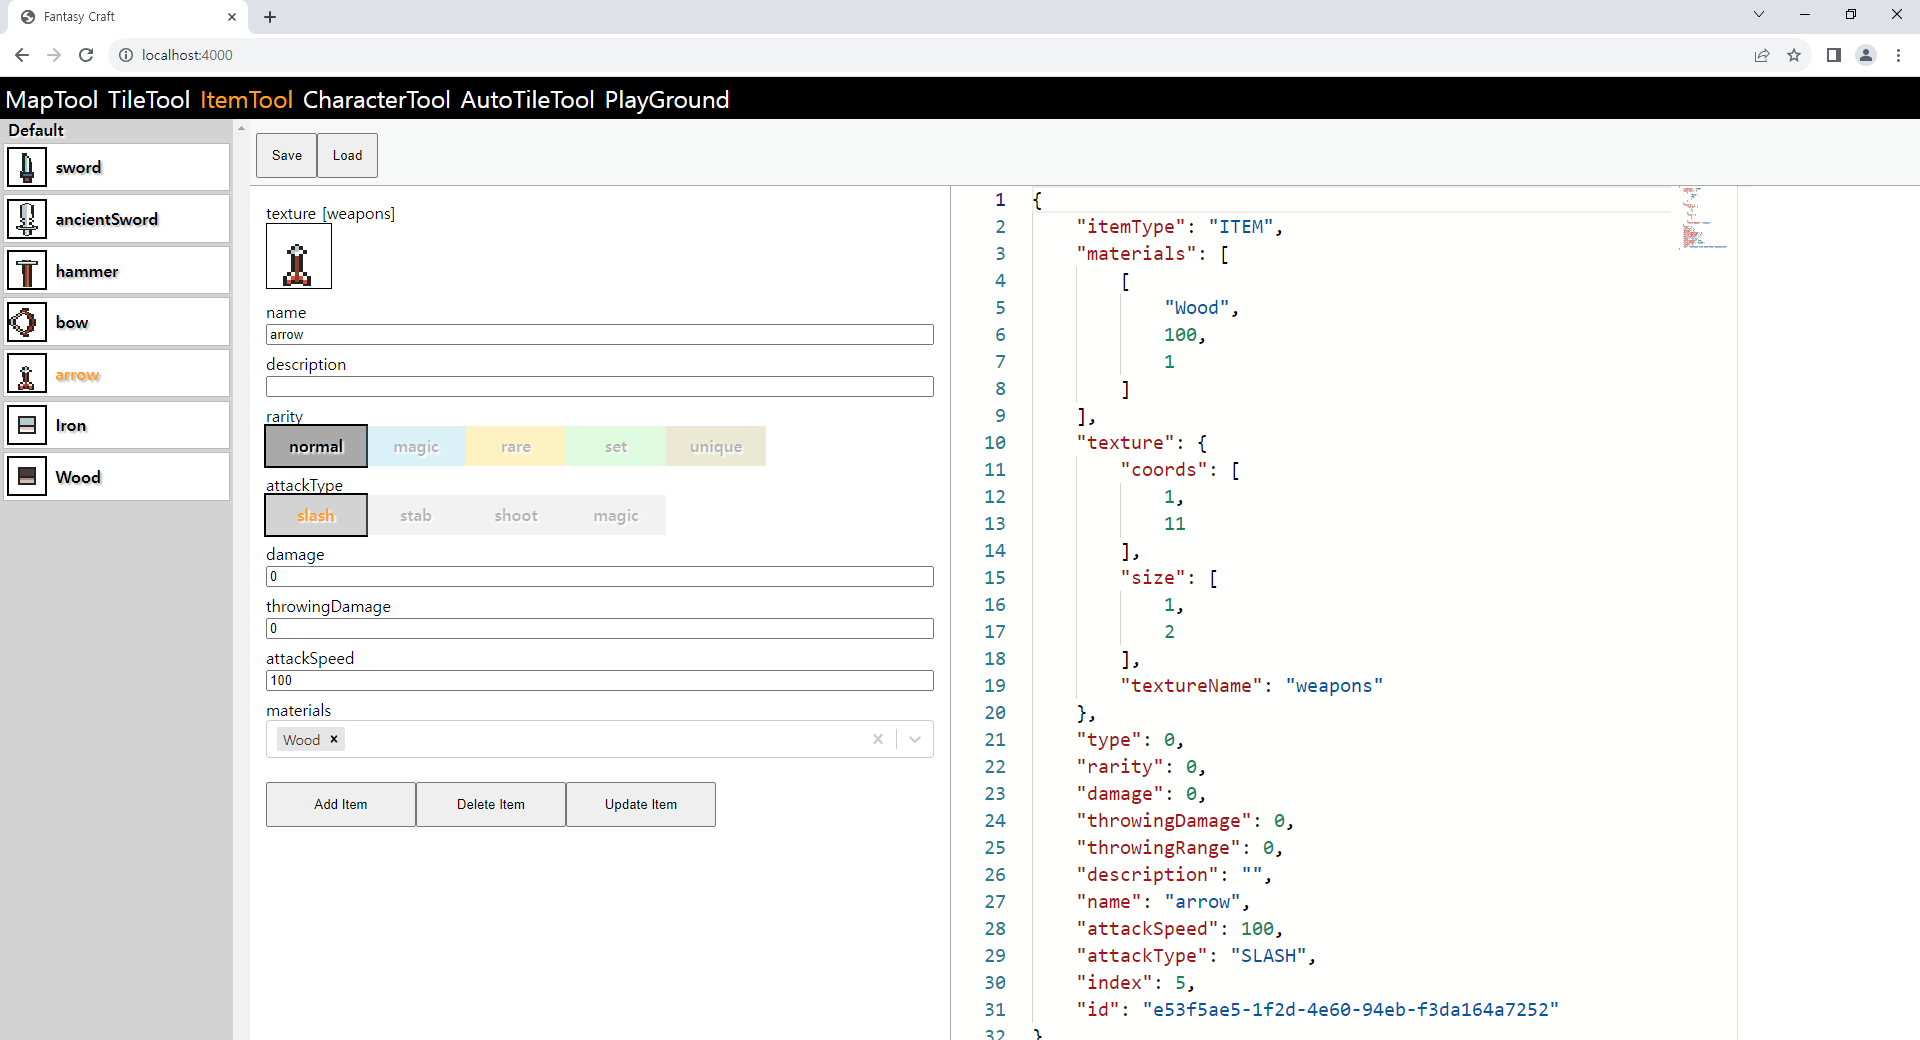 Fantasy Craft
localhost:4000
MapTool TileTool ItemTool CharacterTool AutoTileTool PlayGround
Default
sword
ancientSword
hammer
bow
arrow
Iron
Wood
Save Load
texture [weapons]
name
arrow
description
rarity
normal magic rare set unique
attackType
slash stab shoot magic
damage
0
throwingDamage
0
attackSpeed
100
materials
Wood
Add Item Delete Item Update Item
1 {
2 "itemType": "ITEM",
3 "materials": [
4 [
5 "Wood",
6 100,
7 1
8 ]
9 ],
10 "texture": {
11 "coords": [
12 1,
13 11
14 ],
15 "size": [
16 1,
17 2
18 ],
19 "textureName": "weapons"
20 },
21 "type": 0,
22 "rarity": 0,
23 "damage": 0,
24 "throwingDamage": 0,
25 "throwingRange": 0,
26 "description": "",
27 "name": "arrow",
28 "attackSpeed": 100,
29 "attackType": "SLASH",
30 "index": 5,
31 "id": "e53f5ae5-1f2d-4e60-94eb-f3da164a7252"
32 }